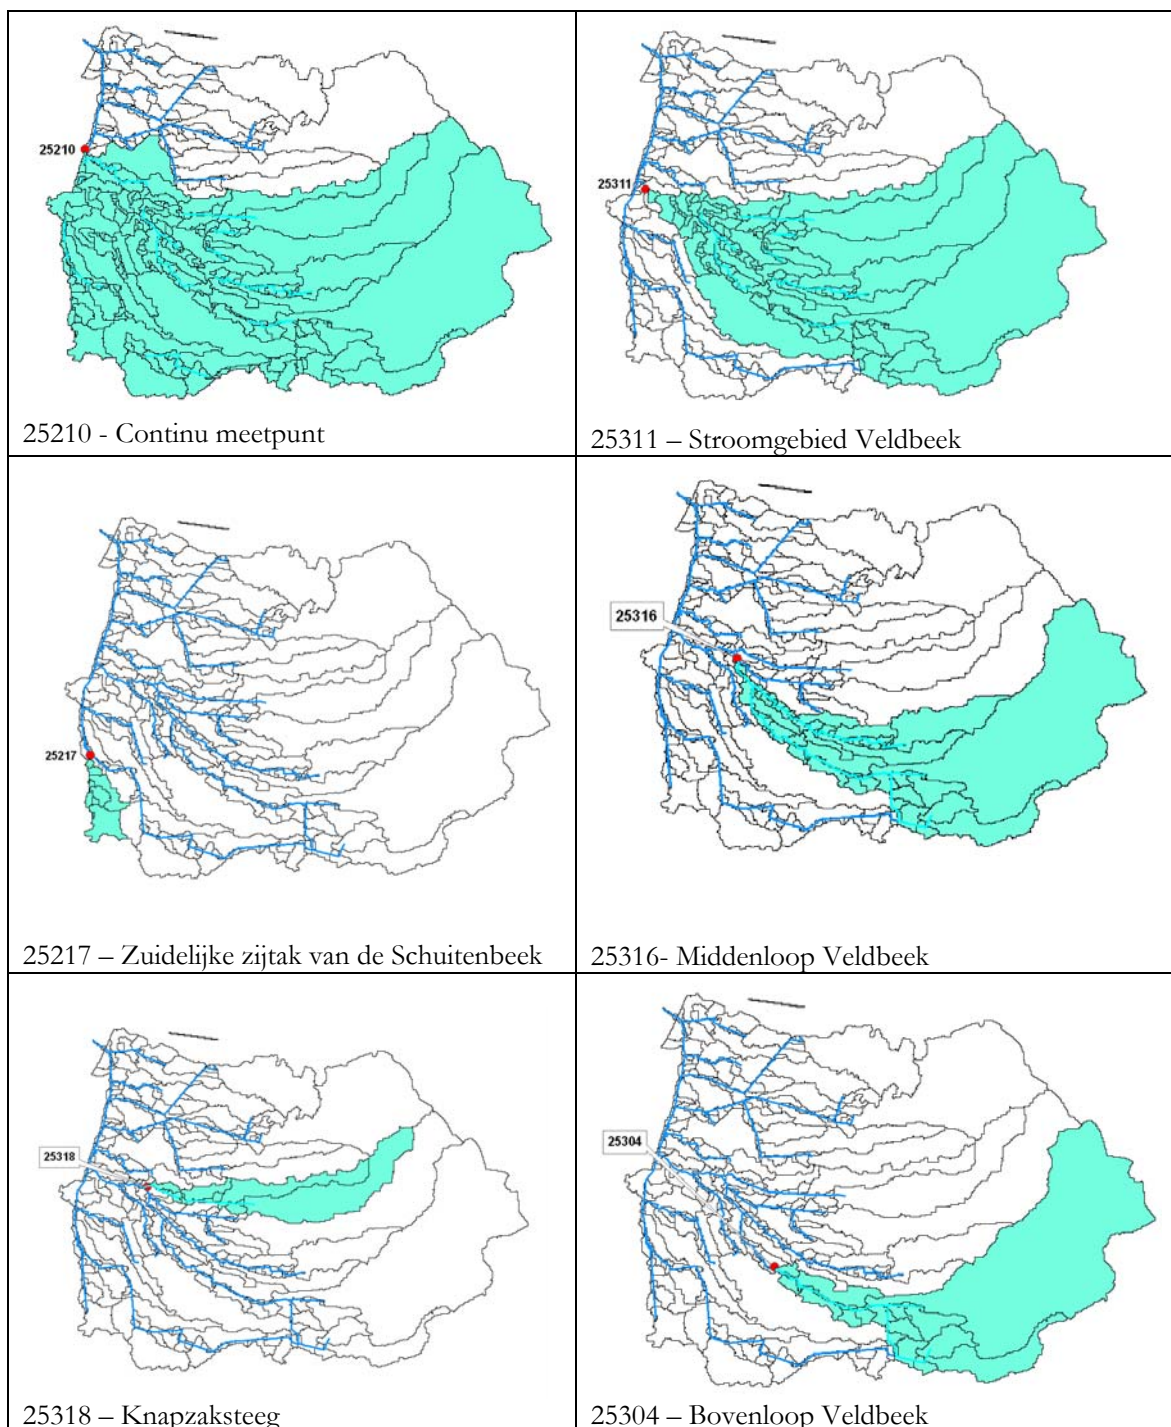 25210
25210 - Continu meetpunt
25311
25311 – Stroomgebied Veldbeek
25217
25217 – Zuidelijke zijtak van de Schuitenbeek
25316
25316- Middenloop Veldbeek
25318
25318 – Knapzaksteeg
25304
25304 – Bovenloop Veldbeek